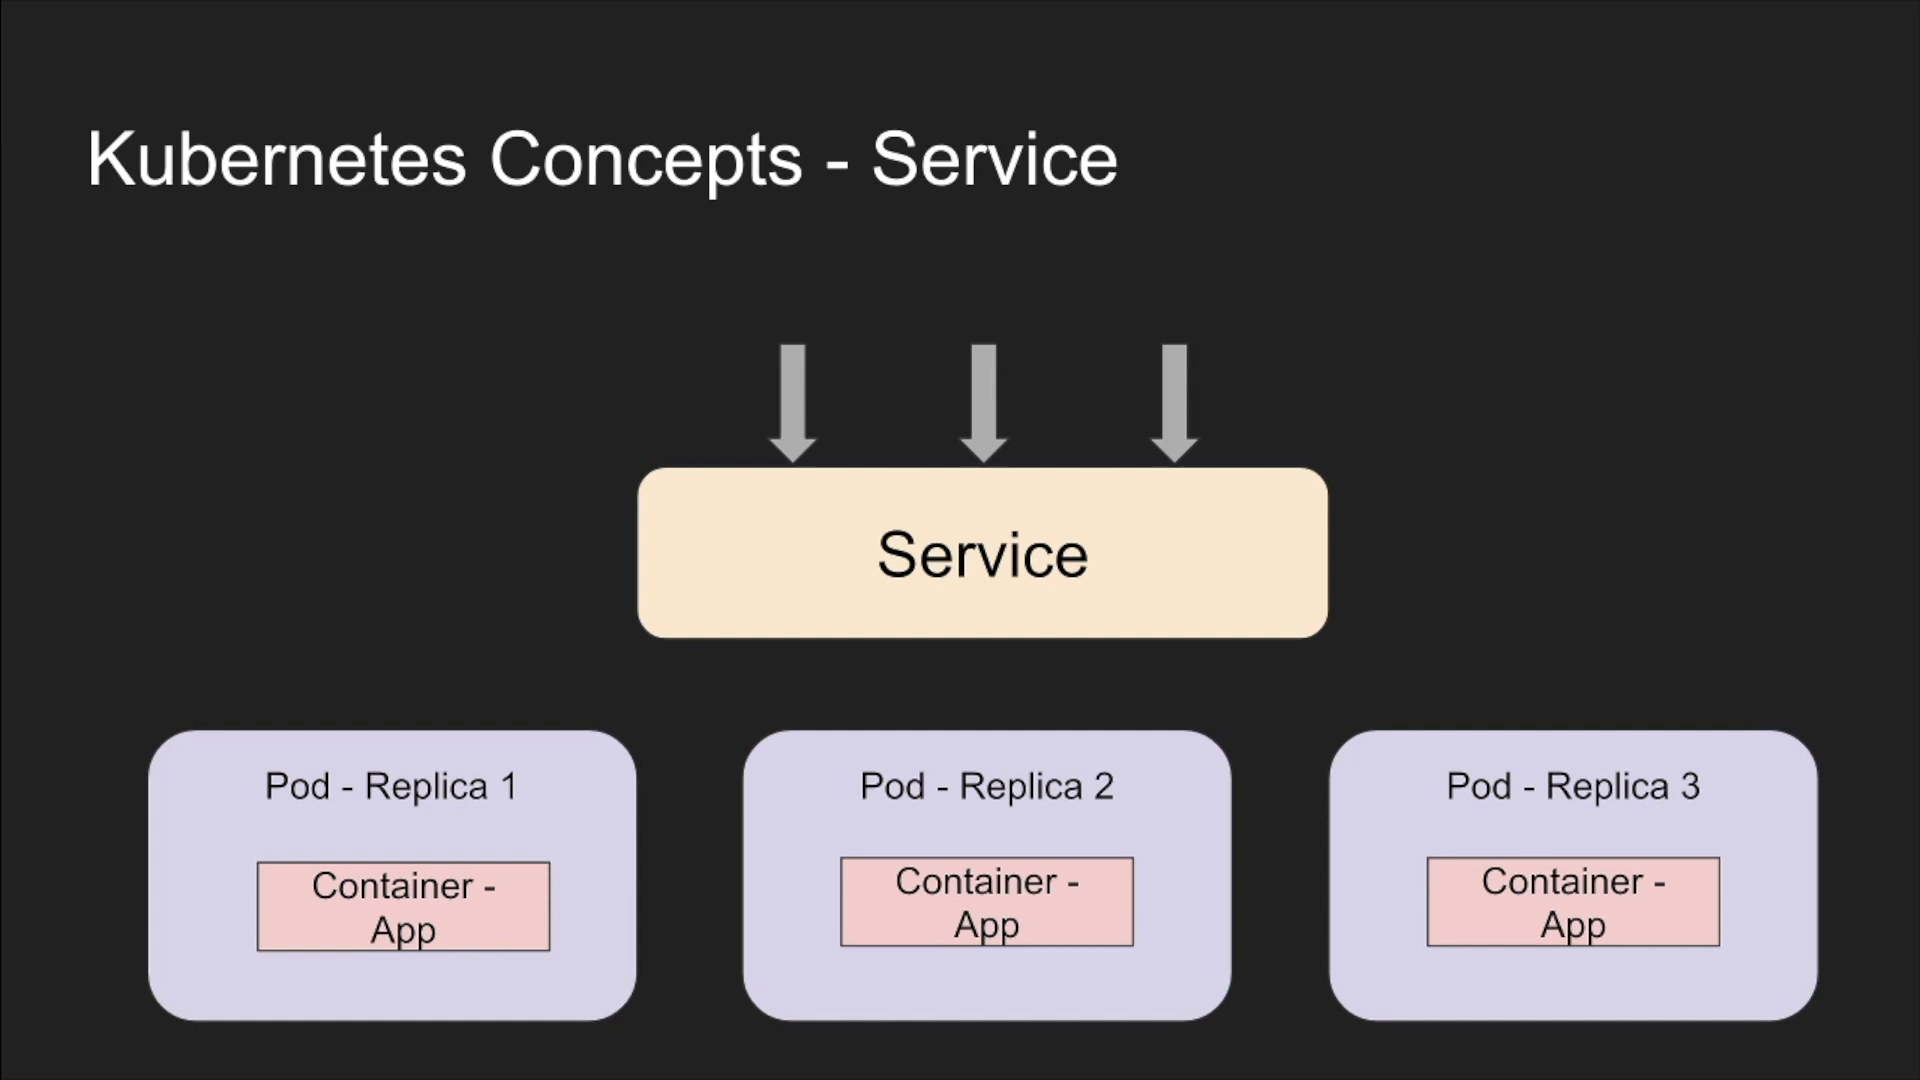 Kubernetes Concepts - Service
Service
Pod - Replica 1
Container -
App
Pod - Replica 2
Container -
App
Pod - Replica 3
Container -
App